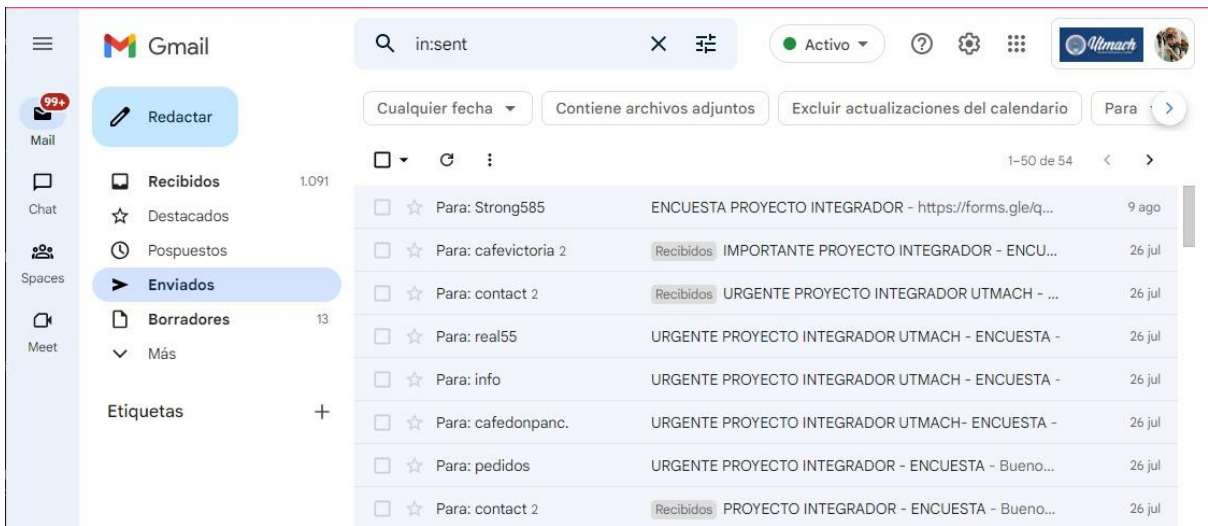 Gmail
in:sent
Activo
Utmach
99+
Mail
Chat
Spaces
Meet
Redactar
Recibidos 1.091
Destacados
Pospuestos
Enviados
Borradores 13
Más
Etiquetas
Cualquier fecha
Contiene archivos adjuntos
Excluir actualizaciones del calendario
Para
1–50 de 54
Para: Strong585 ENCUESTA PROYECTO INTEGRADOR - https://forms.gle/q... 9 ago
Para: cafevictoria 2 Recibidos IMPORTANTE PROYECTO INTEGRADOR - ENCU... 26 jul
Para: contact 2 Recibidos URGENTE PROYECTO INTEGRADOR UTMACH - ... 26 jul
Para: real55 URGENTE PROYECTO INTEGRADOR UTMACH - ENCUESTA - 26 jul
Para: info URGENTE PROYECTO INTEGRADOR UTMACH - ENCUESTA - 26 jul
Para: cafedonpanc. URGENTE PROYECTO INTEGRADOR UTMACH- ENCUESTA - 26 jul
Para: pedidos URGENTE PROYECTO INTEGRADOR - ENCUESTA - Bueno... 26 jul
Para: contact 2 Recibidos PROYECTO INTEGRADOR - ENCUESTA - Bueno... 26 jul